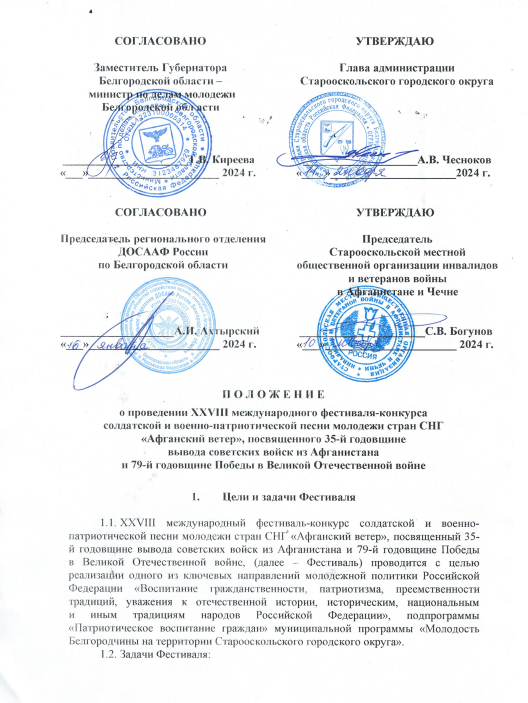 СОГЛАСОВАНО
Заместитель Губернатора
Белгородской области –
министр по делам молодежи
Белгородской области
Т.В. Киреева
«___»____________________ 2024 г.
УТВЕРЖДАЮ
Глава администрации
Старооскольского городского округа
А.В. Чесноков
«___» января 2024 г.
СОГЛАСОВАНО
Председатель регионального отделения
ДОСААФ России
по Белгородской области
А.И. Ахтырский
«16» января 2024 г.
УТВЕРЖДАЮ
Председатель
Старооскольской местной
общественной организации инвалидов
и ветеранов войны
в Афганистане и Чечне
РОССИЯ
С.В. Богунов
«10» января 2024 г.
П О Л О Ж Е Н И Е
о проведении XXVIII международного фестиваля-конкурса
солдатской и военно-патриотической песни молодежи стран СНГ
«Афганский ветер», посвященного 35-й годовщине
вывода советских войск из Афганистана
и 79-й годовщине Победы в Великой Отечественной войне
1. Цели и задачи Фестиваля
1.1. XXVIII международный фестиваль-конкурс солдатской и военно-
патриотической песни молодежи стран СНГ «Афганский ветер», посвященный 35-
й годовщине вывода советских войск из Афганистана и 79-й годовщине Победы
в Великой Отечественной войне, (далее – Фестиваль) проводится с целью
реализации одного из ключевых направлений молодежной политики Российской
Федерации «Воспитание гражданственности, патриотизма, преемственности
традиций, уважения к отечественной истории, историческим, национальным
и иным традициям народов Российской Федерации», подпрограммы
«Патриотическое воспитание граждан» муниципальной программы «Молодость
Белгородчины на территории Старооскольского городского округа».
1.2. Задачи Фестиваля: